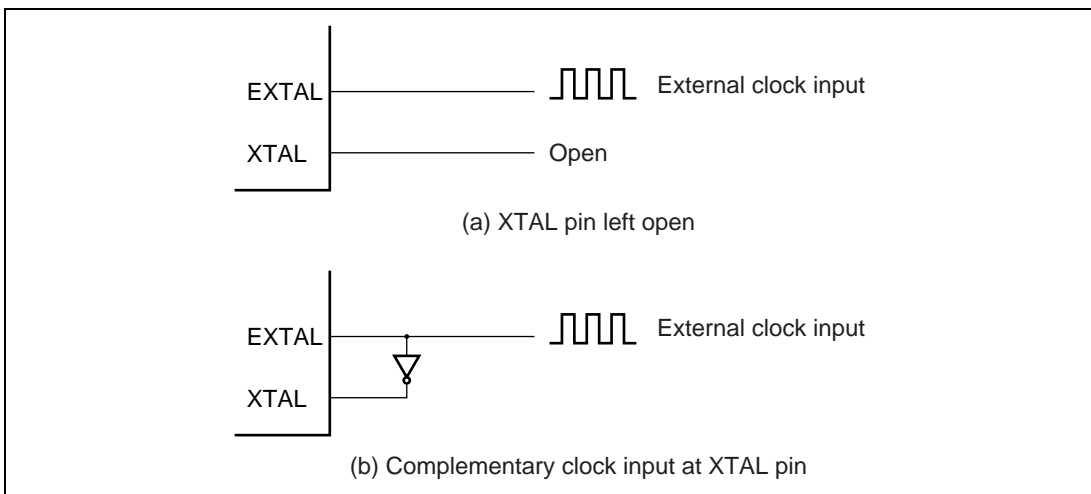 EXTAL
External clock input
XTAL
Open
(a) XTAL pin left open
EXTAL
External clock input
XTAL
(b) Complementary clock input at XTAL pin